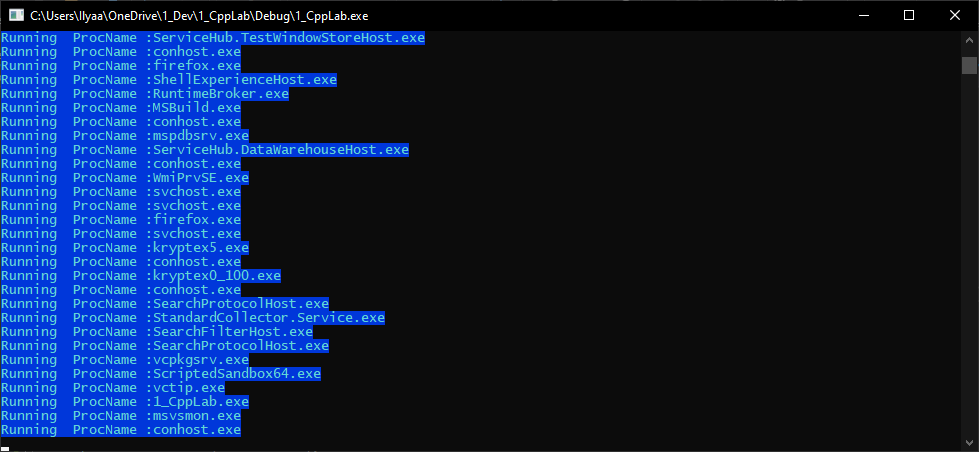 C:\Users\Ilyaa\OneDrive\1_Dev\1_CppLab\Debug\1_CppLab.exe
Running  ProcName :ServiceHub.TestWindowStoreHost.exe
Running  ProcName :conhost.exe
Running  ProcName :firefox.exe
Running  ProcName :ShellExperienceHost.exe
Running  ProcName :RuntimeBroker.exe
Running  ProcName :MSBuild.exe
Running  ProcName :conhost.exe
Running  ProcName :mspdbsrv.exe
Running  ProcName :ServiceHub.DataWarehouseHost.exe
Running  ProcName :conhost.exe
Running  ProcName :WmiPrvSE.exe
Running  ProcName :svchost.exe
Running  ProcName :svchost.exe
Running  ProcName :firefox.exe
Running  ProcName :svchost.exe
Running  ProcName :kryptex5.exe
Running  ProcName :conhost.exe
Running  ProcName :kryptex0_100.exe
Running  ProcName :conhost.exe
Running  ProcName :SearchProtocolHost.exe
Running  ProcName :StandardCollector.Service.exe
Running  ProcName :SearchFilterHost.exe
Running  ProcName :SearchProtocolHost.exe
Running  ProcName :vcpkgsrv.exe
Running  ProcName :ScriptedSandbox64.exe
Running  ProcName :vctip.exe
Running  ProcName :1_CppLab.exe
Running  ProcName :msvsmon.exe
Running  ProcName :conhost.exe